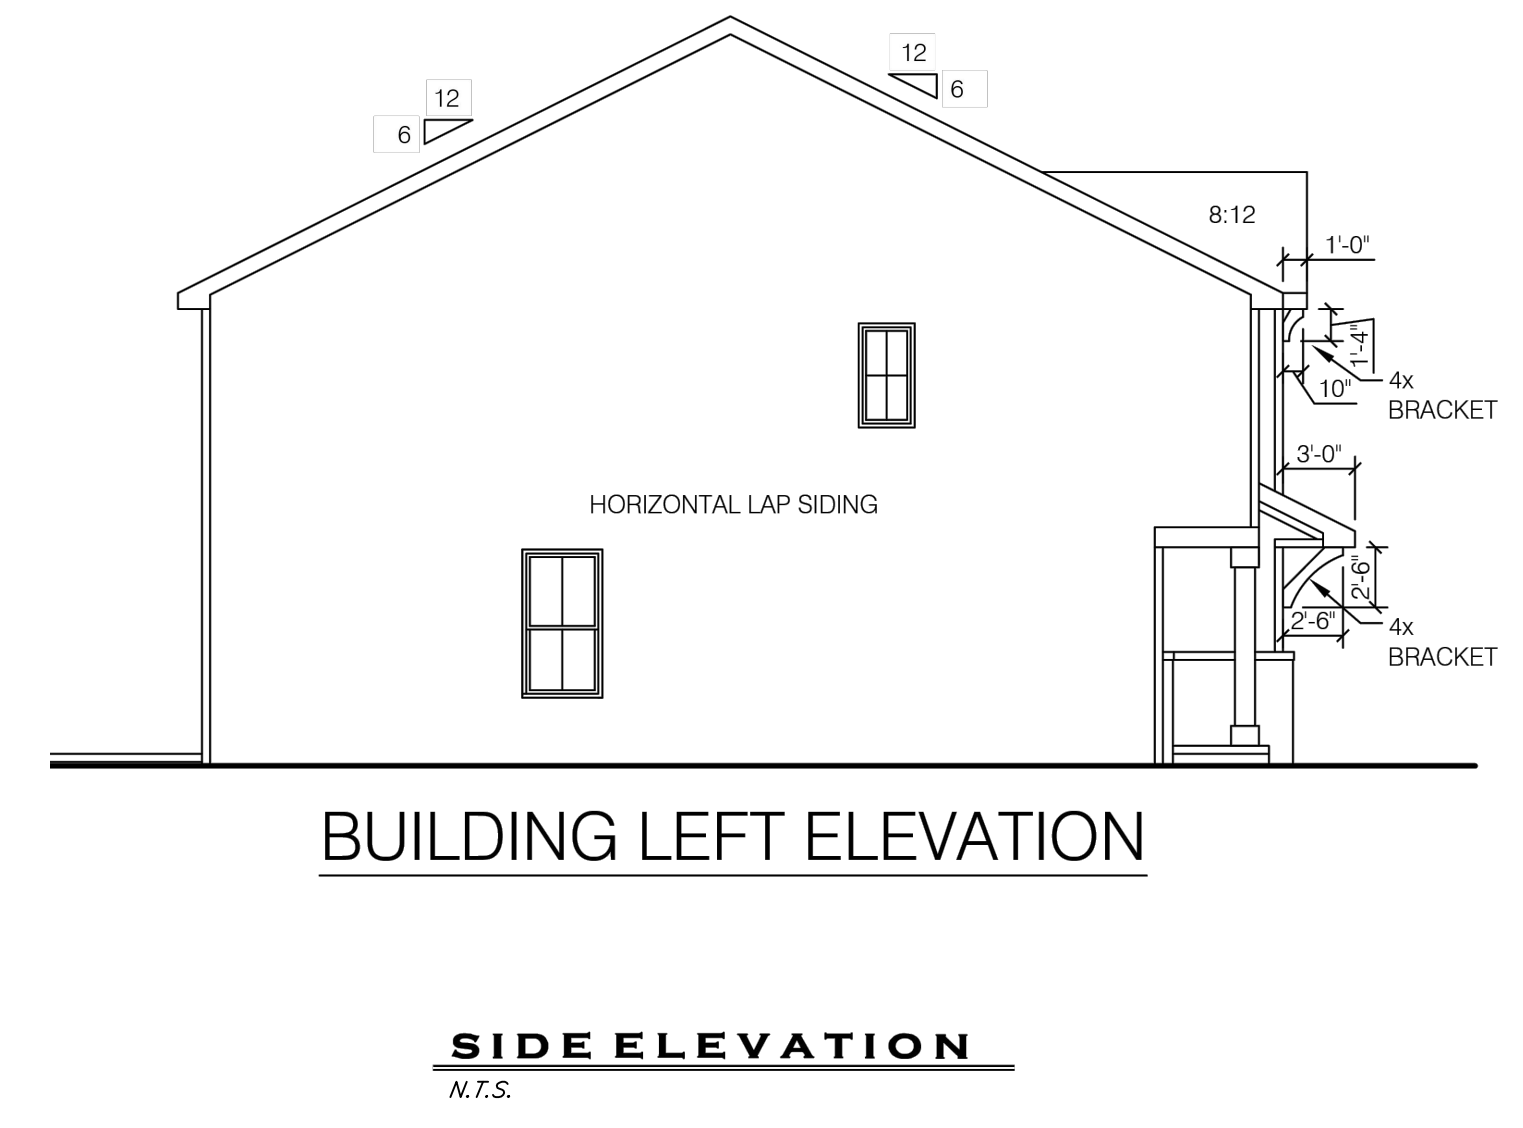 12
6
12
6
8:12
1'-0"
1'-4"
10"
4x
BRACKET
3'-0"
HORIZONTAL LAP SIDING
2'-6"
2'-6"
4x
BRACKET
BUILDING LEFT ELEVATION
SIDE ELEVATION
N.T.S.